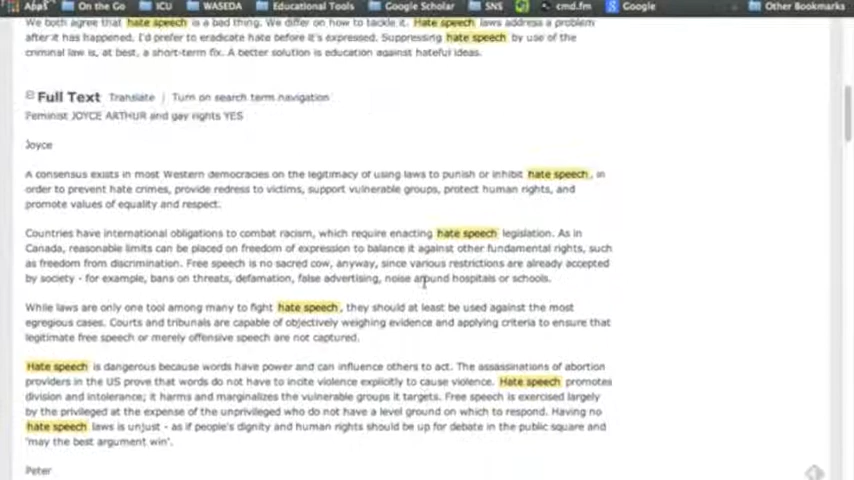 Apps On the Go ICU WASEDA Educational Tools Google Scholar SNS cmd.fm Google Other Bookmarks
We both agree that hate speech is a bad thing. We differ on how to tackle it. Hate speech laws address a problem
after it has happened. I'd prefer to eradicate hate before it's expressed. Suppressing hate speech by use of the
criminal law is, at best, a short-term fix. A better solution is education against hateful ideas.
Full Text Translate | Turn on search term navigation
Feminist JOYCE ARTHUR and gay rights YES
Joyce
A consensus exists in most Western democracies on the legitimacy of using laws to punish or inhibit hate speech, in
order to prevent hate crimes, provide redress to victims, support vulnerable groups, protect human rights, and
promote values of equality and respect.
Countries have international obligations to combat racism, which require enacting hate speech legislation. As in
Canada, reasonable limits can be placed on freedom of expression to balance it against other fundamental rights, such
as freedom from discrimination. Free speech is no sacred cow, anyway, since various restrictions are already accepted
by society - for example, bans on threats, defamation, false advertising, noise around hospitals or schools.
While laws are only one tool among many to fight hate speech, they should at least be used against the most
egregious cases. Courts and tribunals are capable of objectively weighing evidence and applying criteria to ensure that
legitimate free speech or merely offensive speech are not captured.
Hate speech is dangerous because words have power and can influence others to act. The assassinations of abortion
providers in the US prove that words do not have to incite violence explicitly to cause violence. Hate speech promotes
division and intolerance; it harms and marginalizes the vulnerable groups it targets. Free speech is exercised largely
by the privileged at the expense of the unprivileged who do not have a level ground on which to respond. Having no
hate speech laws is unjust - as if people's dignity and human rights should be up for debate in the public square and
'may the best argument win'.
Peter